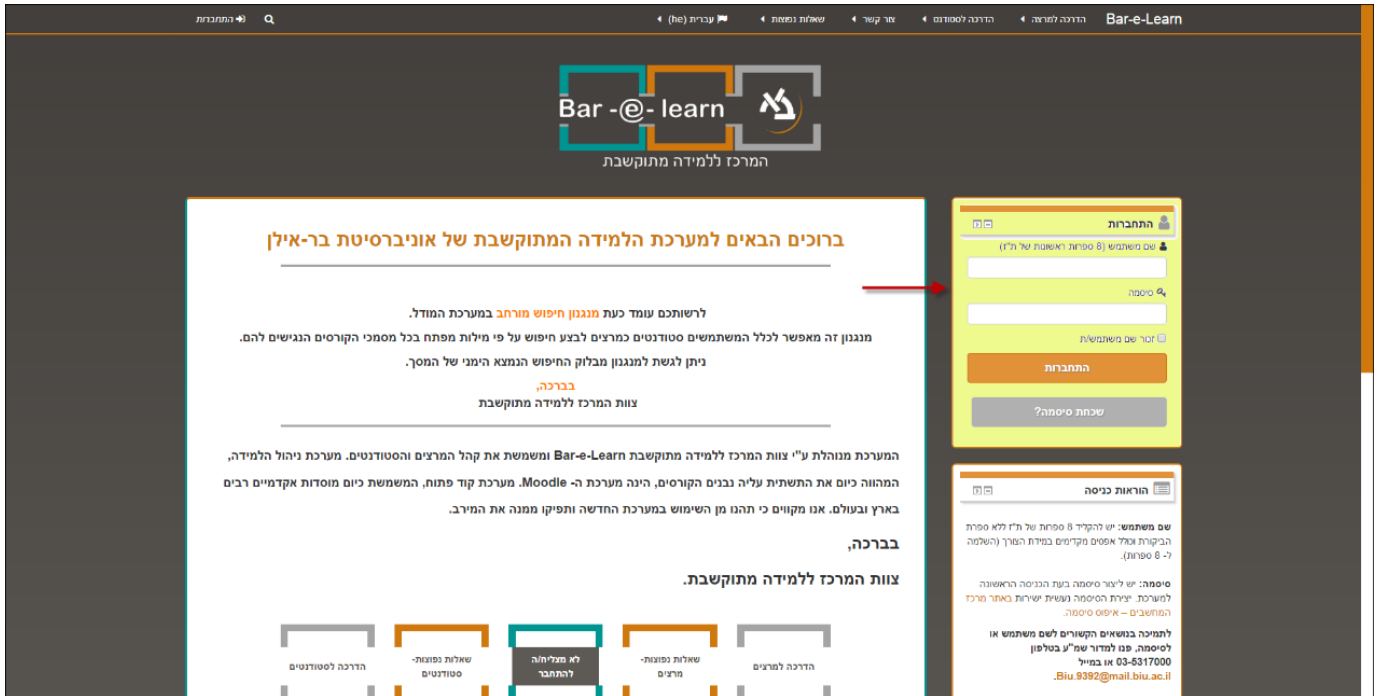 Bar-e-Learn
הדרכה למרצה
הדרכה לסטודנט
צור קשר
שאלות נפוצות
עברית (he)
התחברות
Bar -@- learn
המרכז ללמידה מתוקשבת
התחברות
שם משתמש (8 ספרות ראשונות של ת"ז)
סיסמה
זכור שם משתמש/ת
התחברות
שכחת סיסמה?
הוראות כניסה
שם משתמש: יש להקליד 8 ספרות של ת"ז ללא ספרת
הביקורת וכולל אפסים מקדימים במידת הצורך (השלמה
ל- 8 ספרות).
סיסמה: יש ליצור סיסמה בעת הכניסה הראשונה
למערכת. יצירת הסיסמה נעשית ישירות באתר מרכז
המחשבים – איפוס סיסמה.
לתמיכה בנושאים הקשורים לשם משתמש או
לסיסמה, פנו למדור שמ"ע בטלפון
03-5317000 או במייל
Biu.9392@mail.biu.ac.il.
ברוכים הבאים למערכת הלמידה המתוקשבת של אוניברסיטת בר-אילן
לרשותכם עומד כעת מנגנון חיפוש מורחב במערכת המודל.
מנגנון זה מאפשר לכלל המשתמשים סטודנטים כמרצים לבצע חיפוש על פי מילות מפתח בכל מסמכי הקורסים הנגישים להם.
ניתן לגשת למנגנון מבלוק החיפוש הנמצא הימני של המסך.
בברכה,
צוות המרכז ללמידה מתוקשבת
המערכת מנוהלת ע"י צוות המרכז ללמידה מתוקשבת Bar-e-Learn ומשמשת את קהל המרצים והסטודנטים. מערכת ניהול הלמידה,
המהווה כיום את התשתית עליה נבנים הקורסים, הינה מערכת ה- Moodle. מערכת קוד פתוח, המשמשת כיום מוסדות אקדמיים רבים
בארץ ובעולם. אנו מקווים כי תהנו מן השימוש במערכת החדשה ותפיקו ממנה את המירב.
בברכה,
צוות המרכז ללמידה מתוקשבת.
הדרכה למרצים
שאלות נפוצות-
מרצים
לא מצליח/ה
להתחבר
שאלות נפוצות-
סטודנטים
הדרכה לסטודנטים